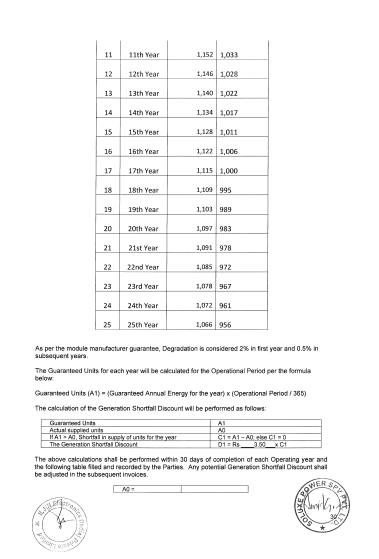 11 11th Year 1,152 1,033
12 12th Year 1,146 1,028
13 13th Year 1,140 1,022
14 14th Year 1,134 1,017
15 15th Year 1,128 1,011
16 16th Year 1,122 1,006
17 17th Year 1,115 1,000
18 18th Year 1,109 995
19 19th Year 1,103 989
20 20th Year 1,097 983
21 21st Year 1,091 978
22 22nd Year 1,085 972
23 23rd Year 1,078 967
24 24th Year 1,072 961
25 25th Year 1,066 956
As per the module manufacturer guarantee, Degradation is considered 2% in first year and 0.5% in
subsequent years.
The Guaranteed Units for each year will be calculated for the Operational Period per the formula
below:
Guaranteed Units (A1) = (Guaranteed Annual Energy for the year) x (Operational Period / 365)
The calculation of the Generation Shortfall Discount will be performed as follows:
Guaranteed Units A1
Actual supplied units A0
If A1 > A0, Shortfall in supply of units for the year C1 = A1 – A0, else C1 = 0
The Generation Shortfall Discount D1 = Rs __3.50__x C1
The above calculations shall be performed within 30 days of completion of each Operating year and
the following table filled and recorded by the Parties. Any potential Generation Shortfall Discount shall
be adjusted in the subsequent invoices.
A0 =
SOLUXE POWER SPV PVT. LTD.
30